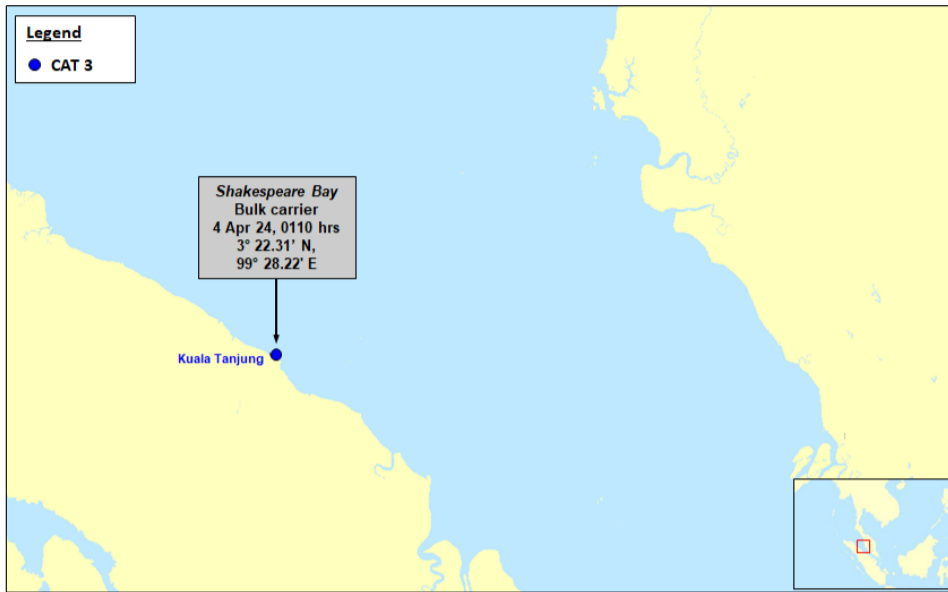 Legend
CAT 3
Shakespeare Bay
Bulk carrier
4 Apr 24, 0110 hrs
3° 22.31' N,
99° 28.22' E
Kuala Tanjung